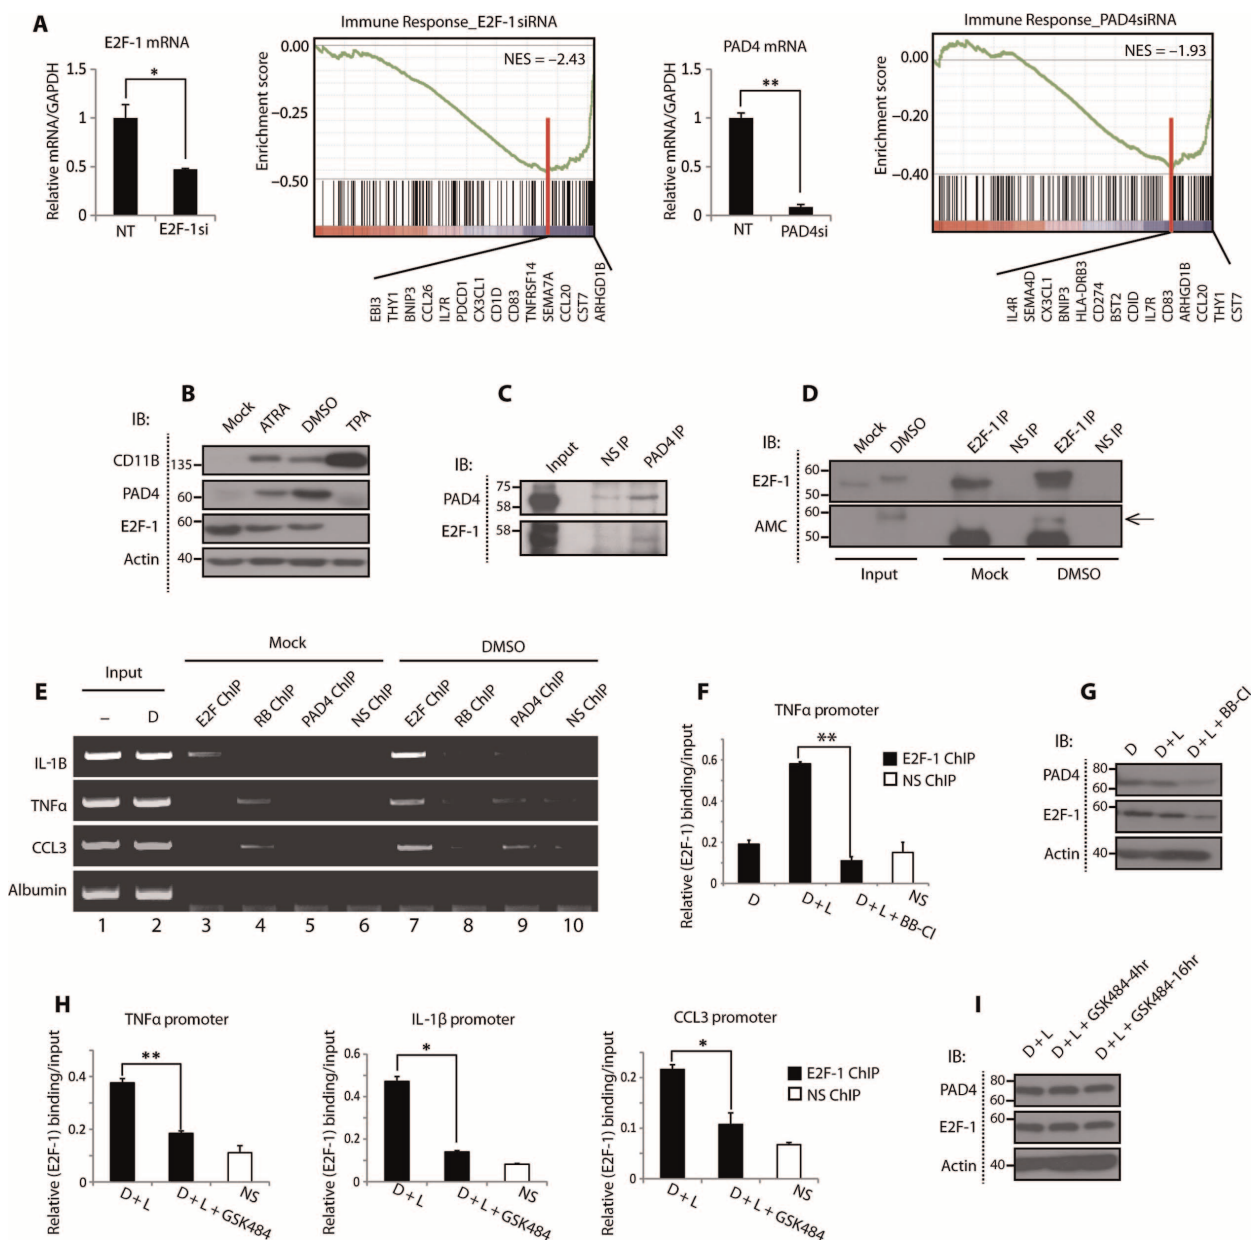 A
E2F-1 mRNA
Relative mRNA/GAPDH
1.5
1
0.5
0
*
NT
E2F-1si
Immune Response_E2F-1siRNA
Enrichment score
0.00
−0.25
−0.50
NES = −2.43
EBI3
THY1
BNIP3
CCL26
IL7R
PDCD1
CX3CL1
CD1D
CD83
TNFRSF14
SEMA7A
CCL20
CST7
ARHGD1B
PAD4 mRNA
Relative mRNA/GAPDH
1.5
1
0.5
0
**
NT
PAD4si
Immune Response_PAD4siRNA
Enrichment score
0.00
−0.20
−0.40
NES = −1.93
IL4R
SEMA4D
CX3CL1
BNIP3
HLA-DRB3
CD274
BST2
CDID
IL7R
CD83
ARHGD1B
CCL20
THY1
CST7
B
IB:
Mock
ATRA
DMSO
TPA
CD11B
135
PAD4
60
E2F-1
60
Actin
40
C
IB:
Input
NS IP
PAD4 IP
PAD4
75
58
E2F-1
58
D
IB:
Mock
DMSO
E2F-1 IP
NS IP
E2F-1 IP
NS IP
E2F-1
60
50
AMC
60
50
Input
Mock
DMSO
E
Input
Mock
DMSO
–
D
E2F ChIP
RB ChIP
PAD4 ChIP
NS ChIP
E2F ChIP
RB ChIP
PAD4 ChIP
NS ChIP
IL-1B
TNFα
CCL3
Albumin
1 2 3 4 5 6 7 8 9 10
F
TNFα promoter
Relative (E2F-1) binding/input
0.6
0.4
0.2
0
**
E2F-1 ChIP
NS ChIP
D
D+L
D+L+BB-Cl
NS
G
IB:
D
D+L
D+L+BB-Cl
PAD4
80
60
E2F-1
60
Actin
40
H
TNFα promoter
Relative (E2F-1) binding/input
0.4
0.2
0
**
D+L
D+L+GSK484
NS
IL-1β promoter
Relative (E2F-1) binding/input
0.6
0.4
0.2
0
*
D+L
D+L+GSK484
NS
CCL3 promoter
Relative (E2F-1) binding/input
0.2
0.1
0
*
E2F-1 ChIP
NS ChIP
D+L
D+L+GSK484
NS
I
IB:
D+L
D+L+GSK484-4hr
D+L+GSK484-16hr
PAD4
80
60
E2F-1
60
Actin
40